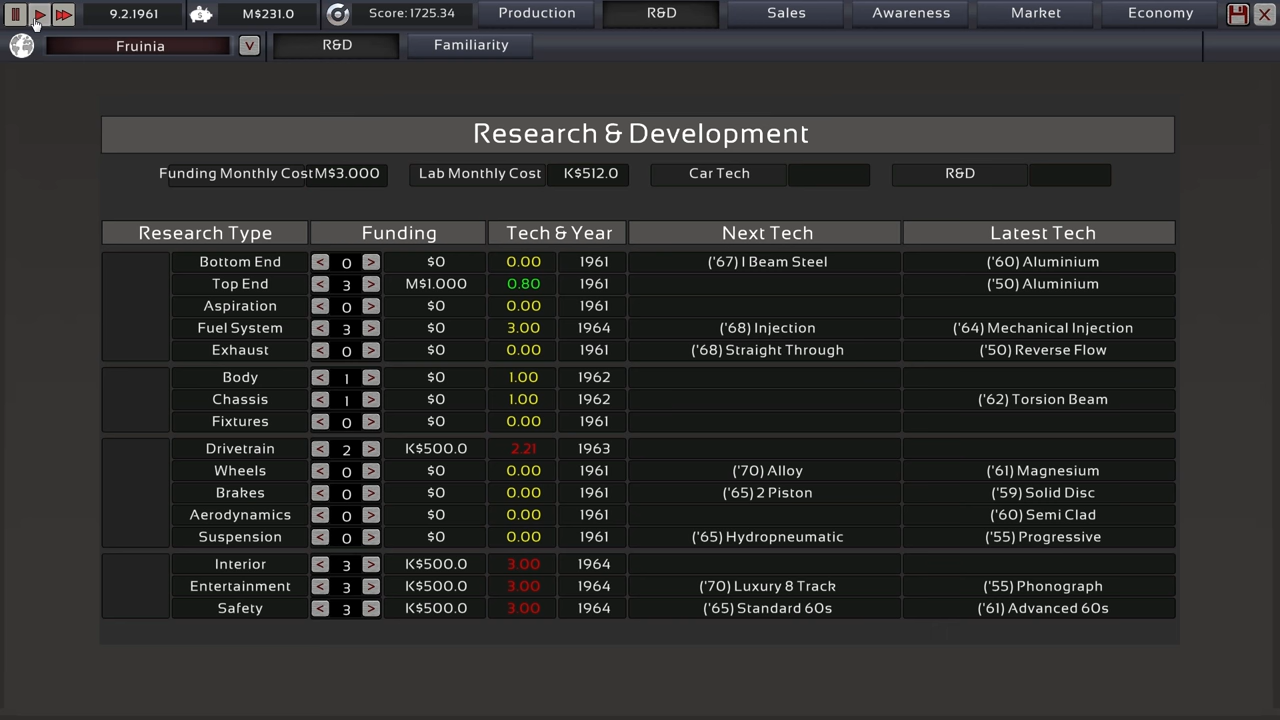 9.2.1961 M$231.0 Score: 1725.34 Production R&D Sales Awareness Market Economy
Fruinia V R&D Familiarity
Research & Development
Funding Monthly Cost M$3.000 Lab Monthly Cost K$512.0 Car Tech R&D
Research Type Funding Tech & Year Next Tech Latest Tech
Bottom End < 0 > $0 0.00 1961 ('67) I Beam Steel ('60) Aluminium
Top End < 3 > M$1.000 0.80 1961 ('50) Aluminium
Aspiration < 0 > $0 0.00 1961
Fuel System < 3 > $0 3.00 1964 ('68) Injection ('64) Mechanical Injection
Exhaust < 0 > $0 0.00 1961 ('68) Straight Through ('50) Reverse Flow
Body < 1 > $0 1.00 1962
Chassis < 1 > $0 1.00 1962 ('62) Torsion Beam
Fixtures < 0 > $0 0.00 1961
Drivetrain < 2 > K$500.0 2.21 1963
Wheels < 0 > $0 0.00 1961 ('70) Alloy ('61) Magnesium
Brakes < 0 > $0 0.00 1961 ('65) 2 Piston ('59) Solid Disc
Aerodynamics < 0 > $0 0.00 1961 ('60) Semi Clad
Suspension < 0 > $0 0.00 1961 ('65) Hydropneumatic ('55) Progressive
Interior < 3 > K$500.0 3.00 1964
Entertainment < 3 > K$500.0 3.00 1964 ('70) Luxury 8 Track ('55) Phonograph
Safety < 3 > K$500.0 3.00 1964 ('65) Standard 60s ('61) Advanced 60s